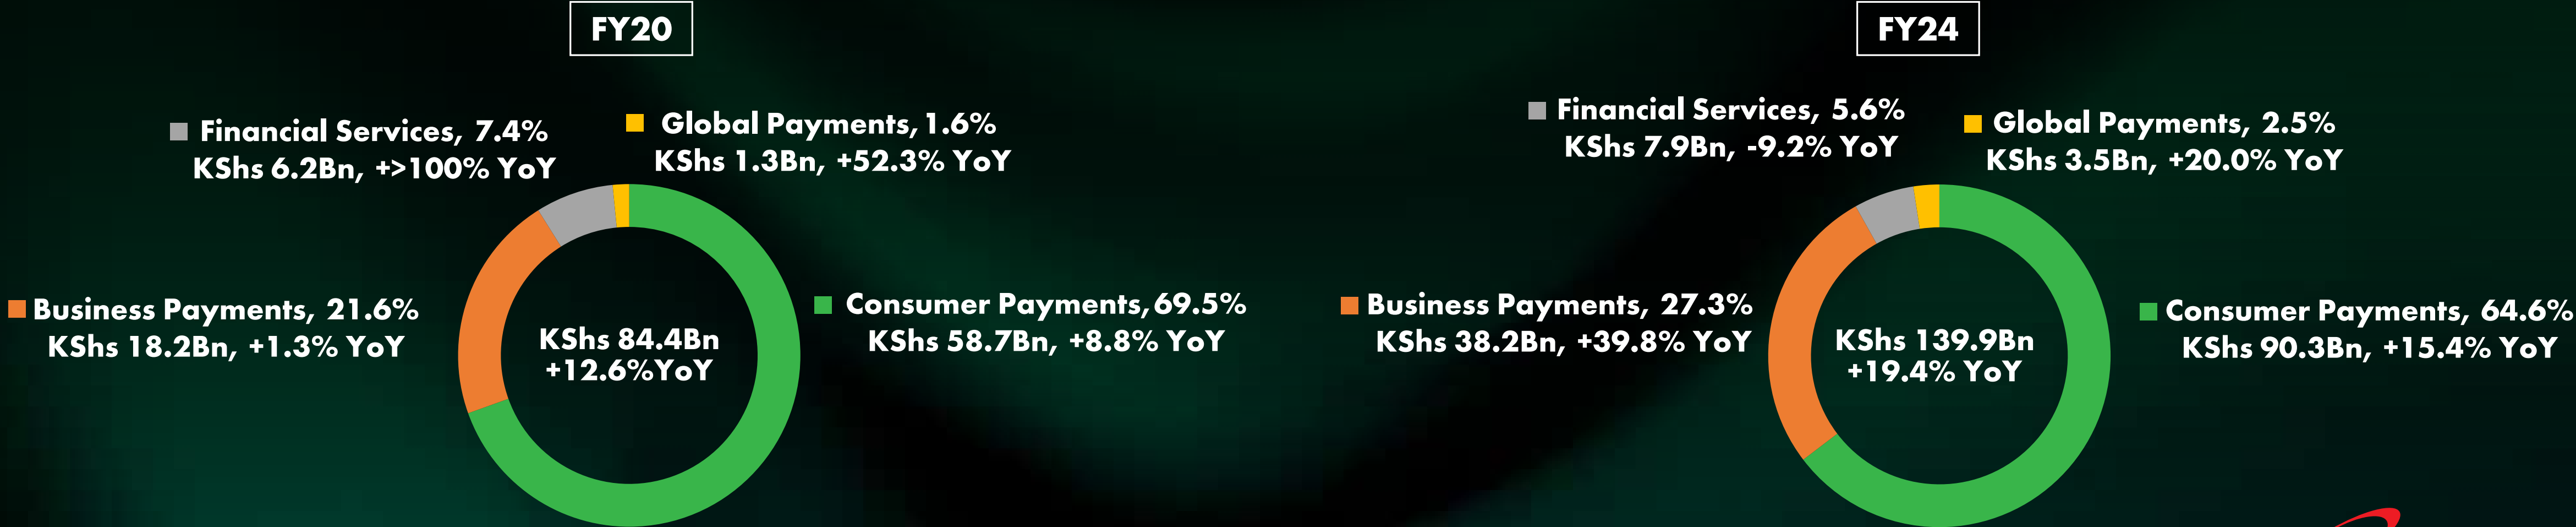 FY20
Financial Services, 7.4%
KShs 6.2Bn, +>100% YoY
Global Payments, 1.6%
KShs 1.3Bn, +52.3% YoY
Business Payments, 21.6%
KShs 18.2Bn, +1.3% YoY
KShs 84.4Bn
+12.6%YoY
Consumer Payments, 69.5%
KShs 58.7Bn, +8.8% YoY
FY24
Financial Services, 5.6%
KShs 7.9Bn, -9.2% YoY
Global Payments, 2.5%
KShs 3.5Bn, +20.0% YoY
Business Payments, 27.3%
KShs 38.2Bn, +39.8% YoY
KShs 139.9Bn
+19.4% YoY
Consumer Payments, 64.6%
KShs 90.3Bn, +15.4% YoY